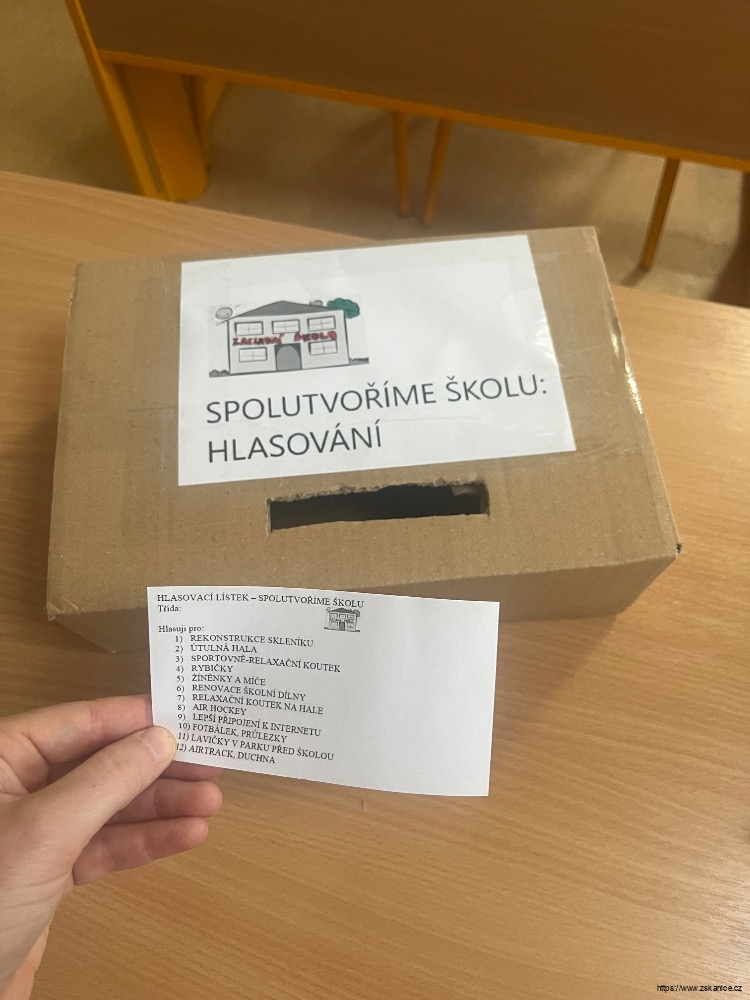 ZÁKLADNÍ ŠKOLA
SPOLUTVOŘÍME ŠKOLU:
HLASOVÁNÍ
HLASOVACÍ LÍSTEK – SPOLUTVOŘÍME ŠKOLU
Třída:
Hlasuji pro:
1) REKONSTRUKCE SKLENÍKU
2) ÚTULNÁ HALA
3) SPORTOVNĚ-RELAXAČNÍ KOUTEK
4) RYBIČKY
5) ŽÍNĚNKY A MÍČE
6) RENOVACE ŠKOLNÍ DÍLNY
7) RELAXAČNÍ KOUTEK NA HALE
8) AIR HOCKEY
9) LEPŠÍ PŘIPOJENÍ K INTERNETU
10) FOTBÁLEK, PRŮLEZKY
11) LAVIČKY V PARKU PŘED ŠKOLOU
12) AIRTRACK, DUCHNA
https://www.zskanice.cz